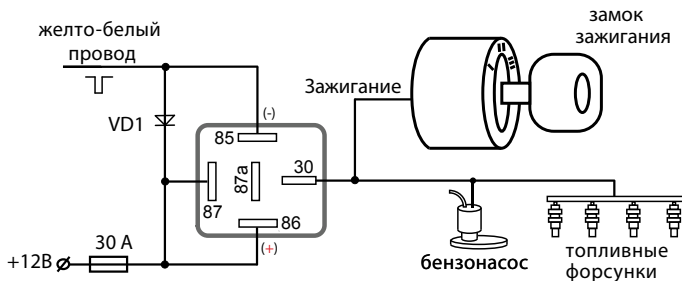 желто-белый
провод
VD1
замок
зажигания
Зажигание
(-)
85
30
87a
87
86
(+)
30 А
+12В
бензонасос
топливные
форсунки